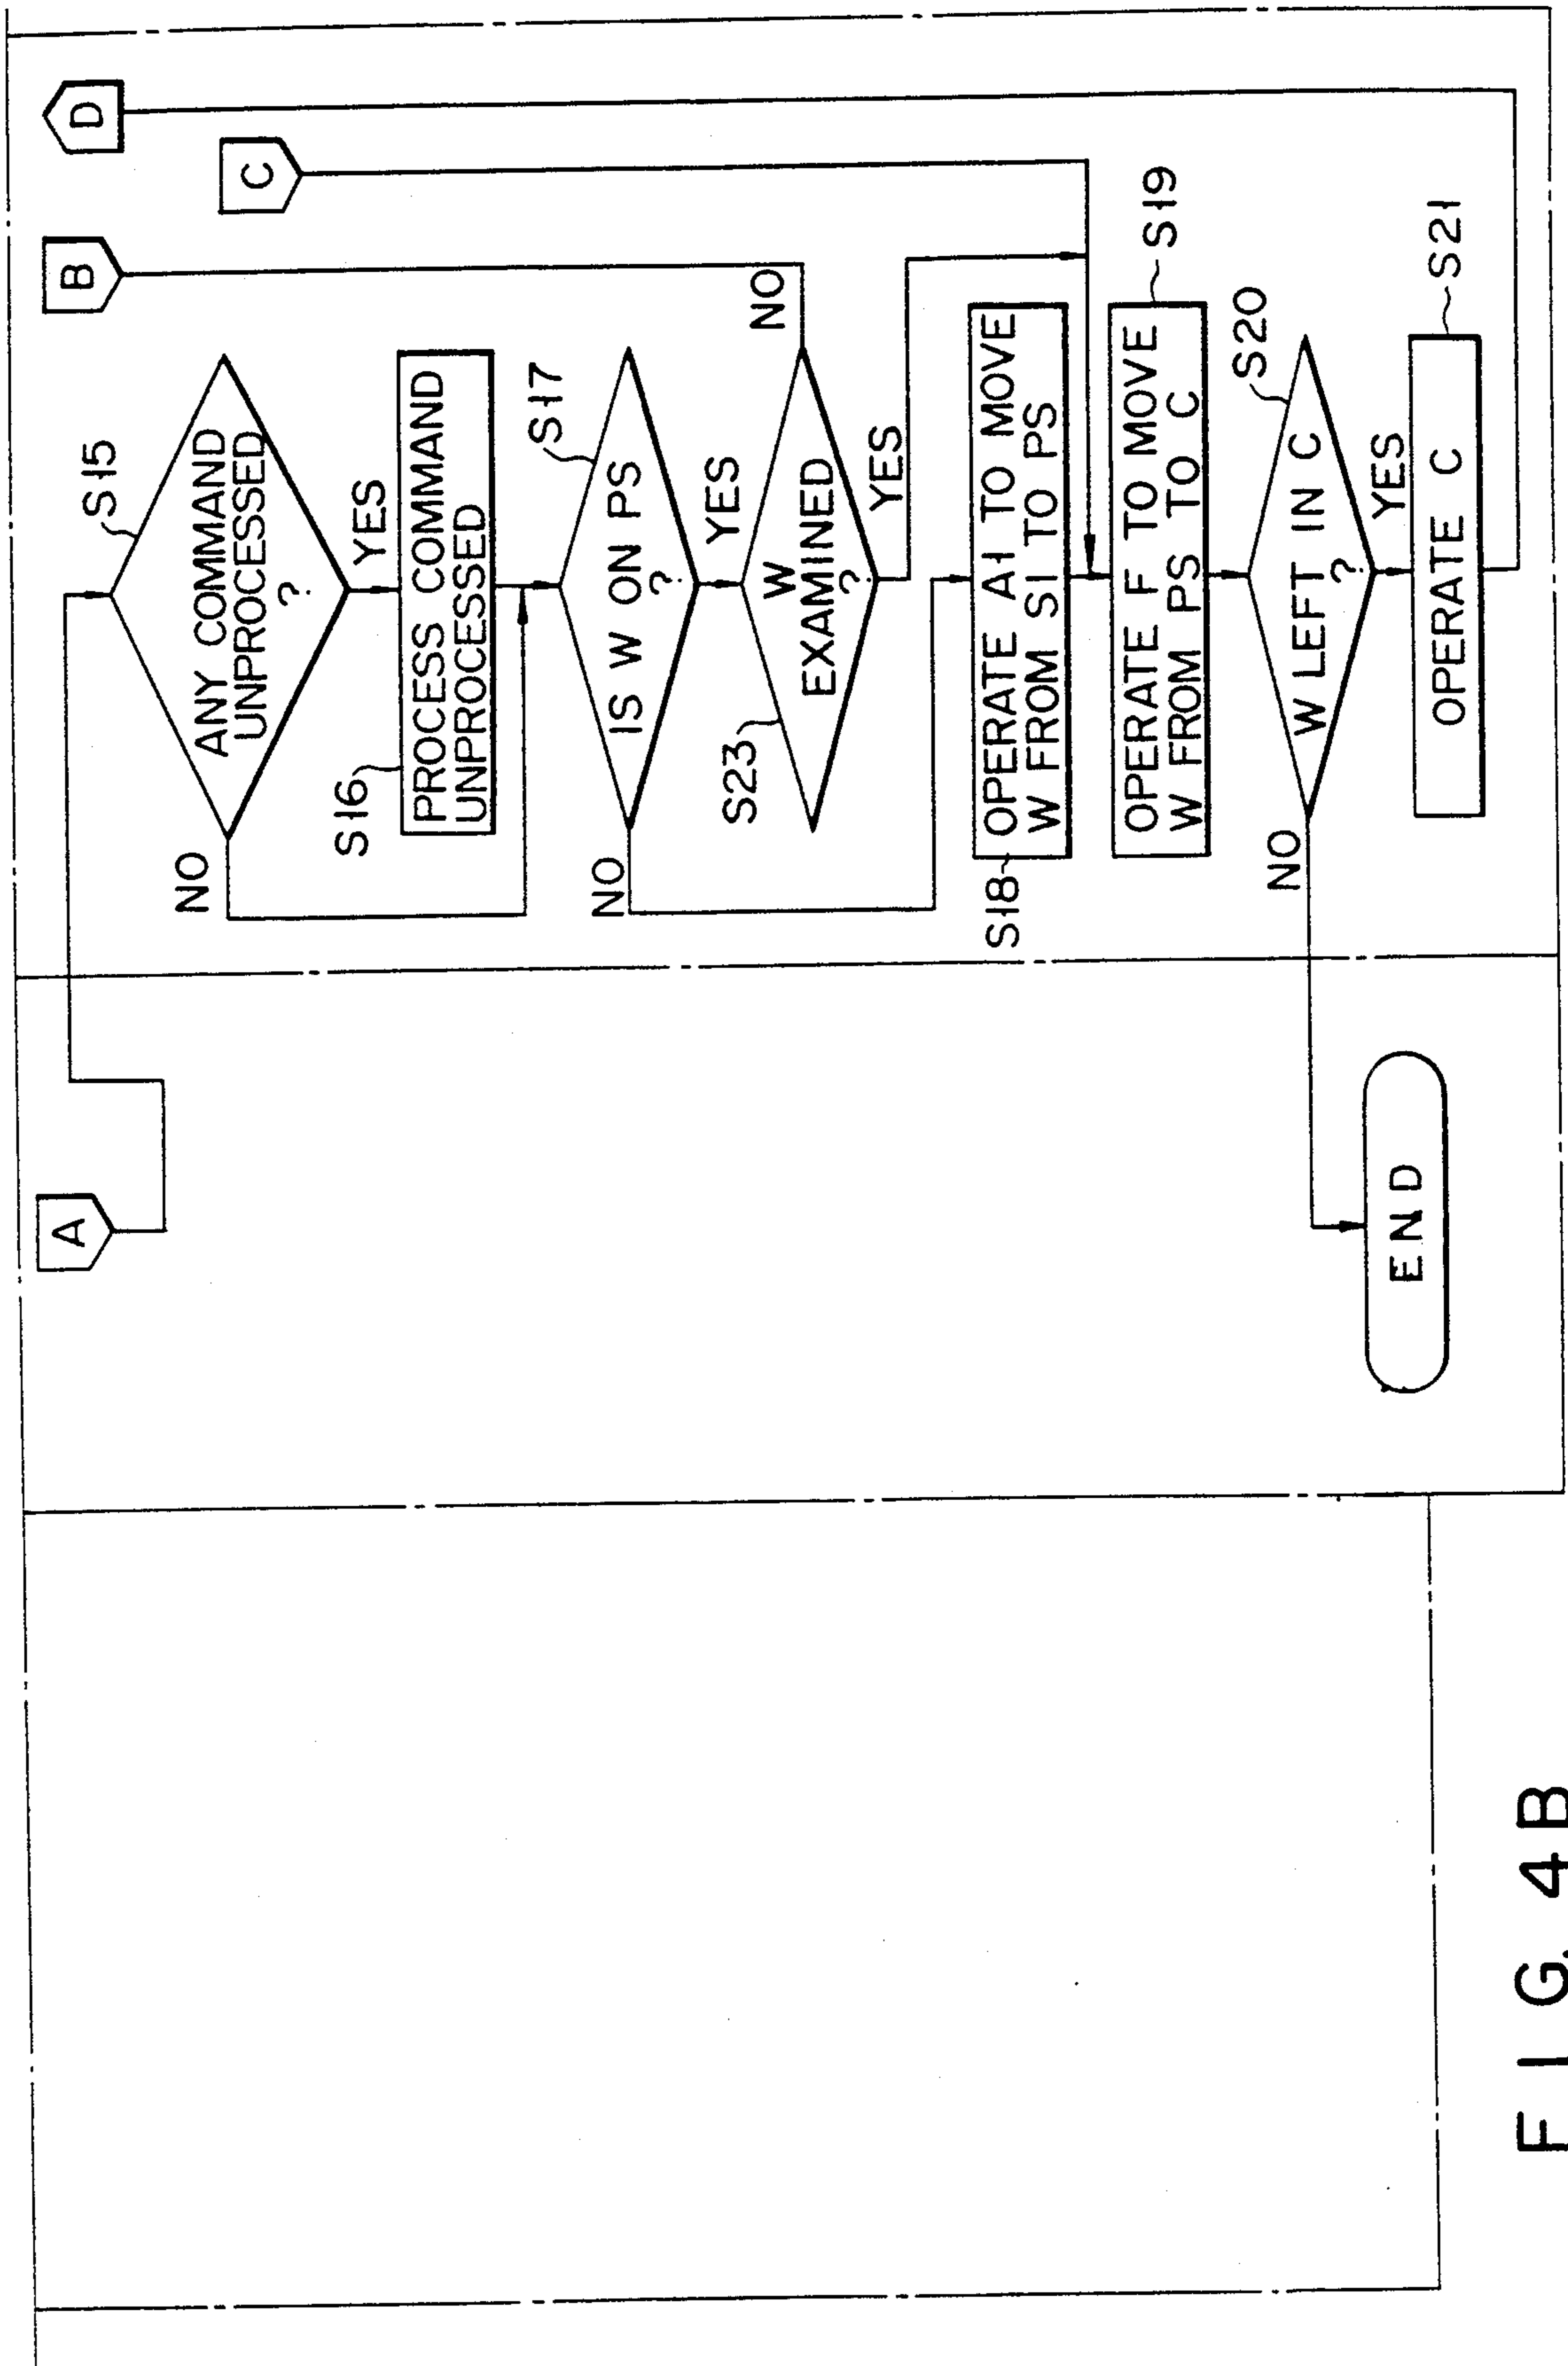 A
B
C
D
S15
ANY COMMAND
UNPROCESSED
?
NO
YES
S16
PROCESS COMMAND
UNPROCESSED
S17
IS W ON PS
?
NO
YES
S23
W
EXAMINED
?
NO
YES
S18
OPERATE A1 TO MOVE
W FROM S1 TO PS
S19
OPERATE F TO MOVE
W FROM PS TO C
S20
W LEFT IN C
?
NO
YES
S21
OPERATE C
END
FIG. 4B